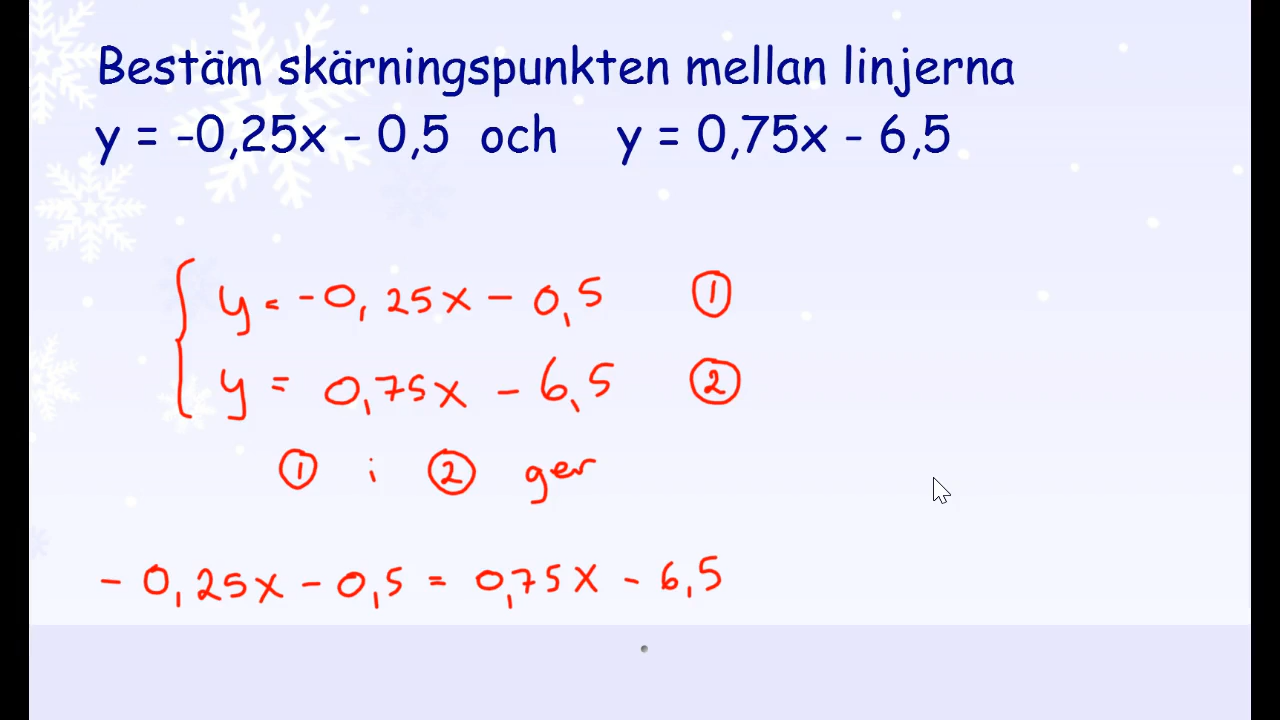 Bestäm skärningspunkten mellan linjerna
y = -0,25x - 0,5 och y = 0,75x - 6,5
y = -0,25x - 0,5 ①
y = 0,75x - 6,5 ②
① i ② ger
- 0,25x - 0,5 = 0,75x - 6,5